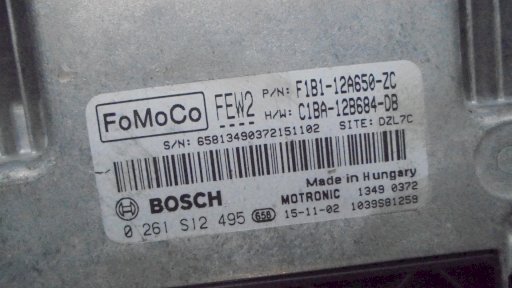 FoMoCo FEW2 P/N: F1B1-12A650-ZC
H/W: C1BA-12B684-DB
S/N: 65813490372151102 SITE: DZL7C
Made in Hungary
BOSCH MOTRONIC 1349 0372
0 261 S12 495 658 15-11-02 1039S81259